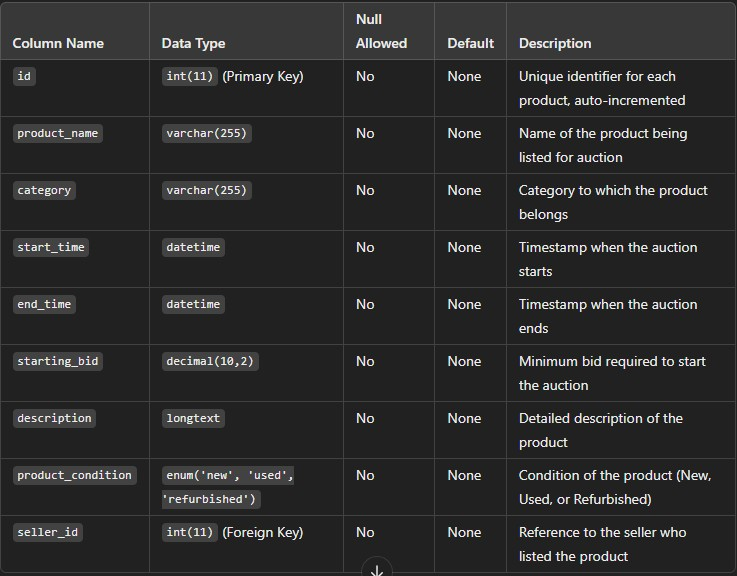 Column Name Data Type Null Allowed Default Description
id int(11) (Primary Key) No None Unique identifier for each
product, auto-incremented
product_name varchar(255) No None Name of the product being
listed for auction
category varchar(255) No None Category to which the product
belongs
start_time datetime No None Timestamp when the auction
starts
end_time datetime No None Timestamp when the auction
ends
starting_bid decimal(10,2) No None Minimum bid required to start
the auction
description longtext No None Detailed description of the
product
product_condition enum('new', 'used', No None Condition of the product (New,
'refurbished') Used, or Refurbished)
seller_id int(11) (Foreign Key) No None Reference to the seller who
listed the product